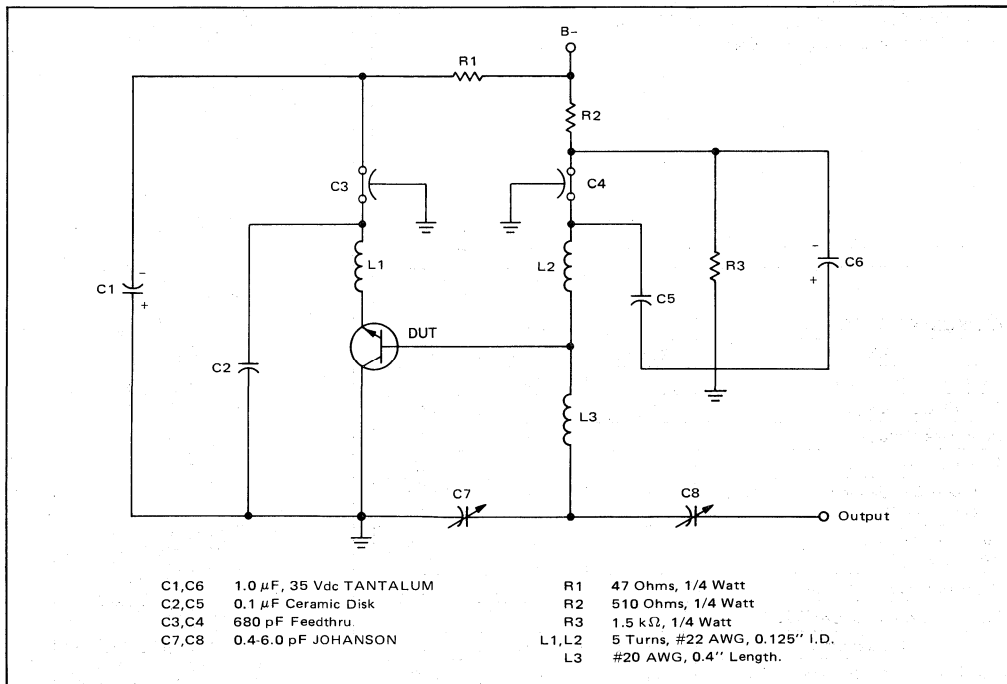 B-
R1
R2
C3
C4
L1
L2
R3
-
C6
+
-
C1
+
C5
DUT
C2
L3
C7
C8
Output
C1,C6 1.0 μF, 35 Vdc TANTALUM
C2,C5 0.1 μF Ceramic Disk
C3,C4 680 pF Feedthru
C7,C8 0.4-6.0 pF JOHANSON
R1 47 Ohms, 1/4 Watt
R2 510 Ohms, 1/4 Watt
R3 1.5 kΩ, 1/4 Watt
L1,L2 5 Turns, #22 AWG, 0.125'' I.D.
L3 #20 AWG, 0.4'' Length.